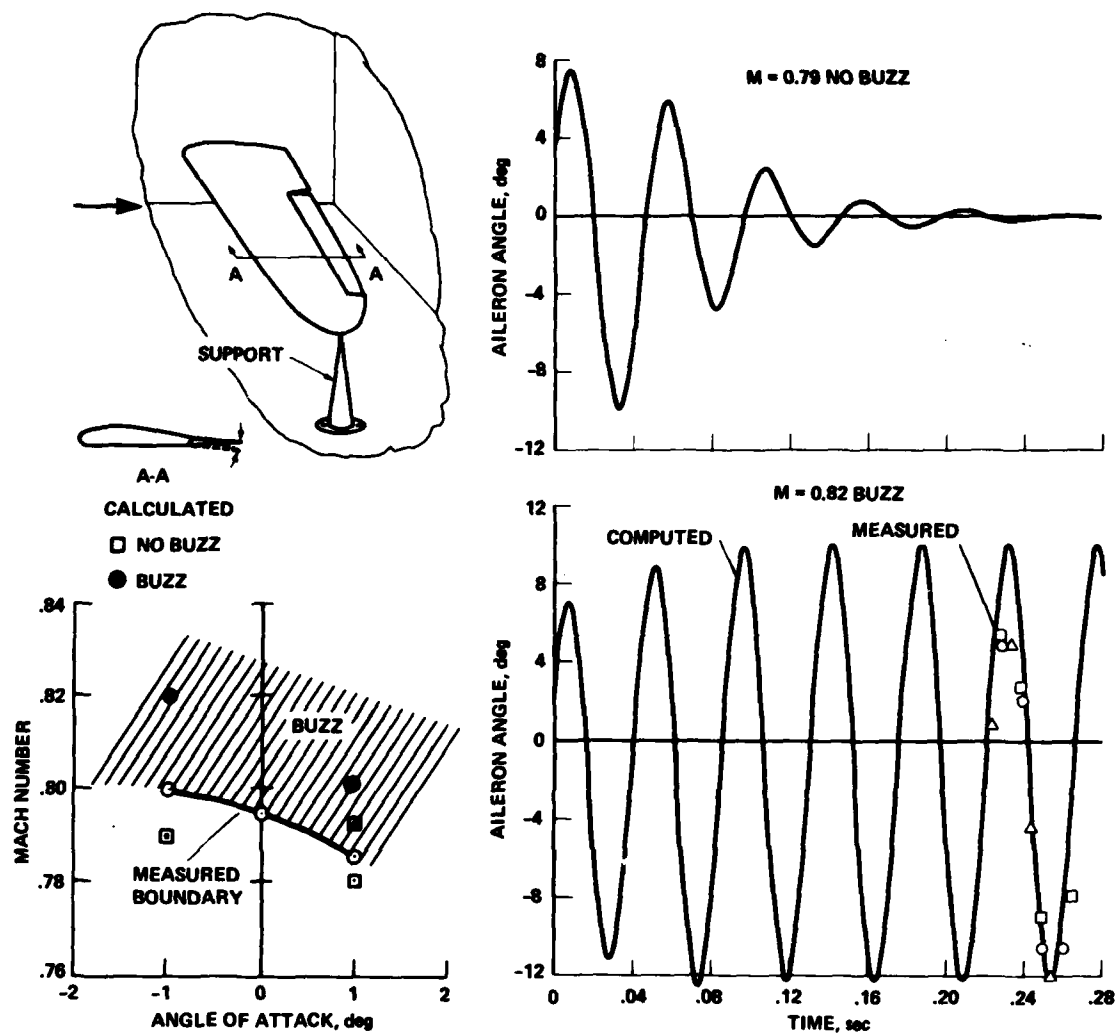 SUPPORT
A
A
A-A
CALCULATED
NO BUZZ
BUZZ
.84
.82
.80
.78
.76
MACH NUMBER
BUZZ
MEASURED
BOUNDARY
-2
-1
0
1
2
ANGLE OF ATTACK, deg
M = 0.79 NO BUZZ
8
4
0
-4
-8
-12
AILERON ANGLE, deg
M = 0.82 BUZZ
COMPUTED
MEASURED
12
8
4
0
-4
-8
-12
AILERON ANGLE, deg
0
.04
.08
.12
.16
.20
.24
.28
TIME, sec